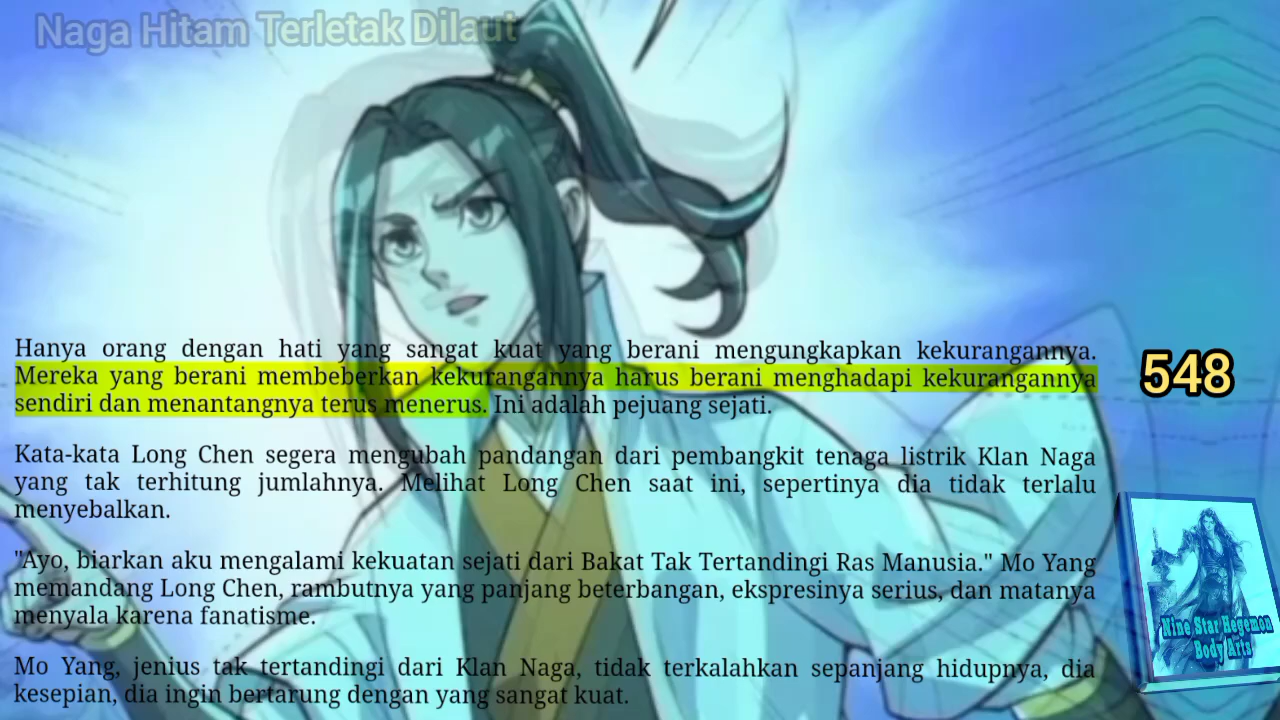 Naga Hitam Terletak Dilaut
Hanya orang dengan hati yang sangat kuat yang berani mengungkapkan kekurangannya.
Mereka yang berani membeberkan kekurangannya harus berani menghadapi kekurangannya
sendiri dan menantangnya terus menerus. Ini adalah pejuang sejati.
548
Kata-kata Long Chen segera mengubah pandangan dari pembangkit tenaga listrik Klan Naga
yang tak terhitung jumlahnya. Melihat Long Chen saat ini, sepertinya dia tidak terlalu
menyebalkan.
"Ayo, biarkan aku mengalami kekuatan sejati dari Bakat Tak Tertandingi Ras Manusia." Mo Yang
memandang Long Chen, rambutnya yang panjang beterbangan, ekspresinya serius, dan matanya
menyala karena fanatisme.
Mo Yang, jenius tak tertandingi dari Klan Naga, tidak terkalahkan sepanjang hidupnya, dia
kesepian, dia ingin bertarung dengan yang sangat kuat.
Nine Star Hegemon
Body Arts